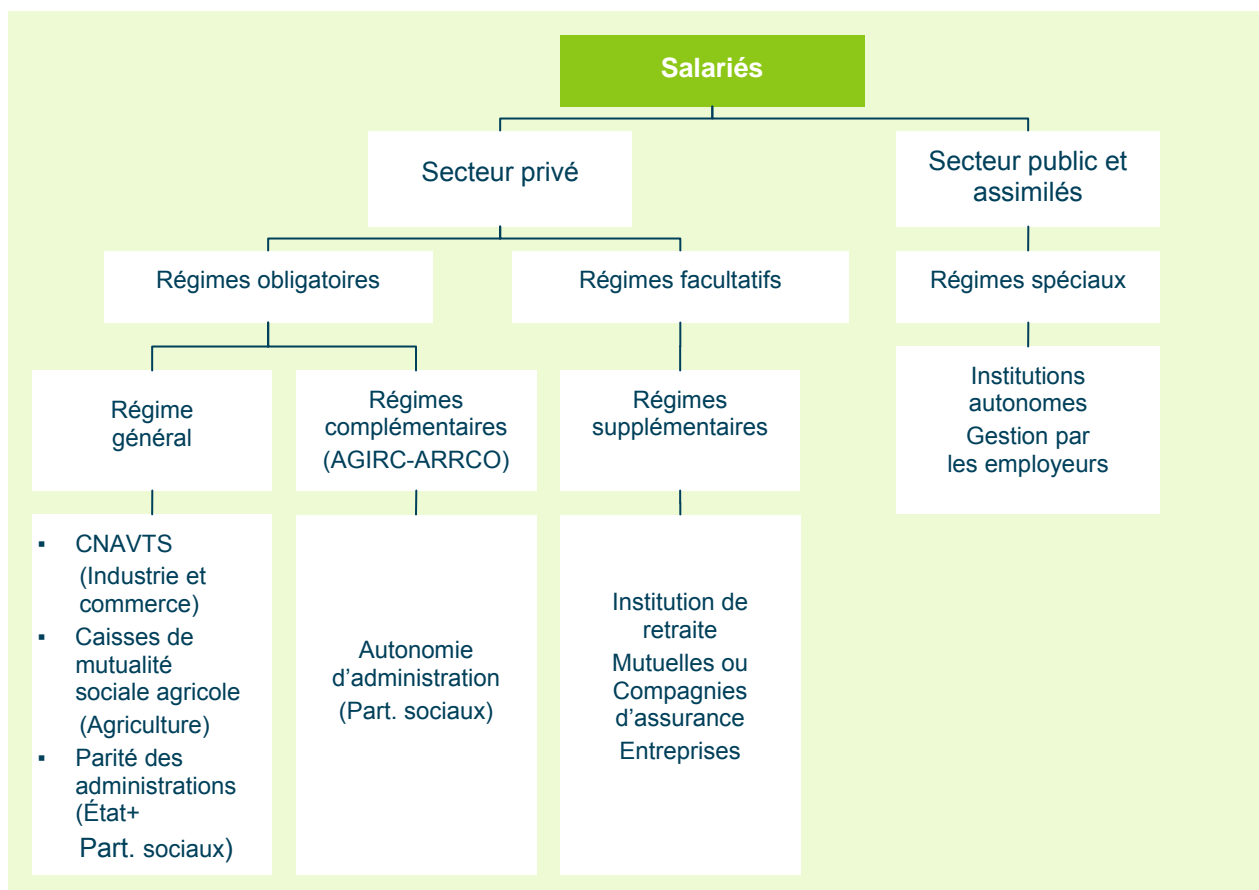 Salariés
Secteur privé
Secteur public et
assimilés
Régimes obligatoires
Régimes facultatifs
Régimes spéciaux
Régime
général
Régimes
complémentaires
(AGIRC-ARRCO)
Régimes
supplémentaires
Institutions
autonomes
Gestion par
les employeurs
▪ CNAVTS
(Industrie et
commerce)
▪ Caisses de
mutualité
sociale agricole
(Agriculture)
▪ Parité des
administrations
(État+
Part. sociaux)
Autonomie
d’administration
(Part. sociaux)
Institution de
retraite
Mutuelles ou
Compagnies
d’assurance
Entreprises